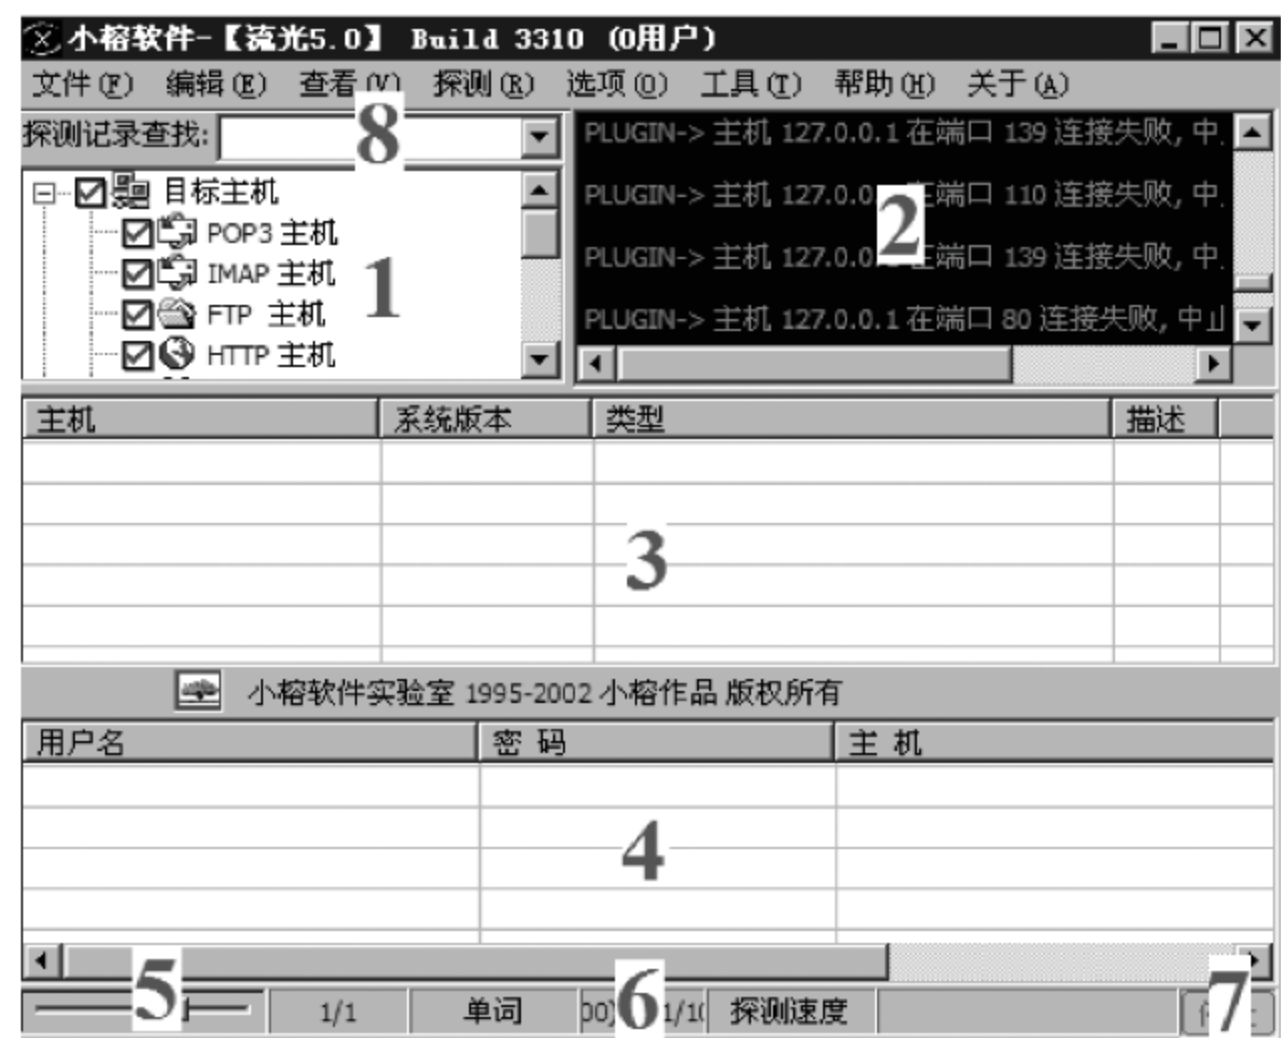 小榕软件-【流光5.0】 Build 3310 (0用户)
文件(F) 编辑(E) 查看(V) 探测(R) 选项(O) 工具(T) 帮助(H) 关于(A)
探测记录查找:
8
目标主机
POP3 主机
IMAP 主机
FTP 主机
HTTP 主机
1
PLUGIN-> 主机 127.0.0.1 在端口 139 连接失败, 中.
PLUGIN-> 主机 127.0.0 在端口 110 连接失败, 中.
PLUGIN-> 主机 127.0.0.1 在端口 139 连接失败, 中.
PLUGIN-> 主机 127.0.0.1 在端口 80 连接失败, 中止
2
主机 系统版本 类型 描述
3
小榕软件实验室 1995-2002 小榕作品 版权所有
用户名 密 码 主 机
4
5 6 7
1/1 单词 1/10 探测速度